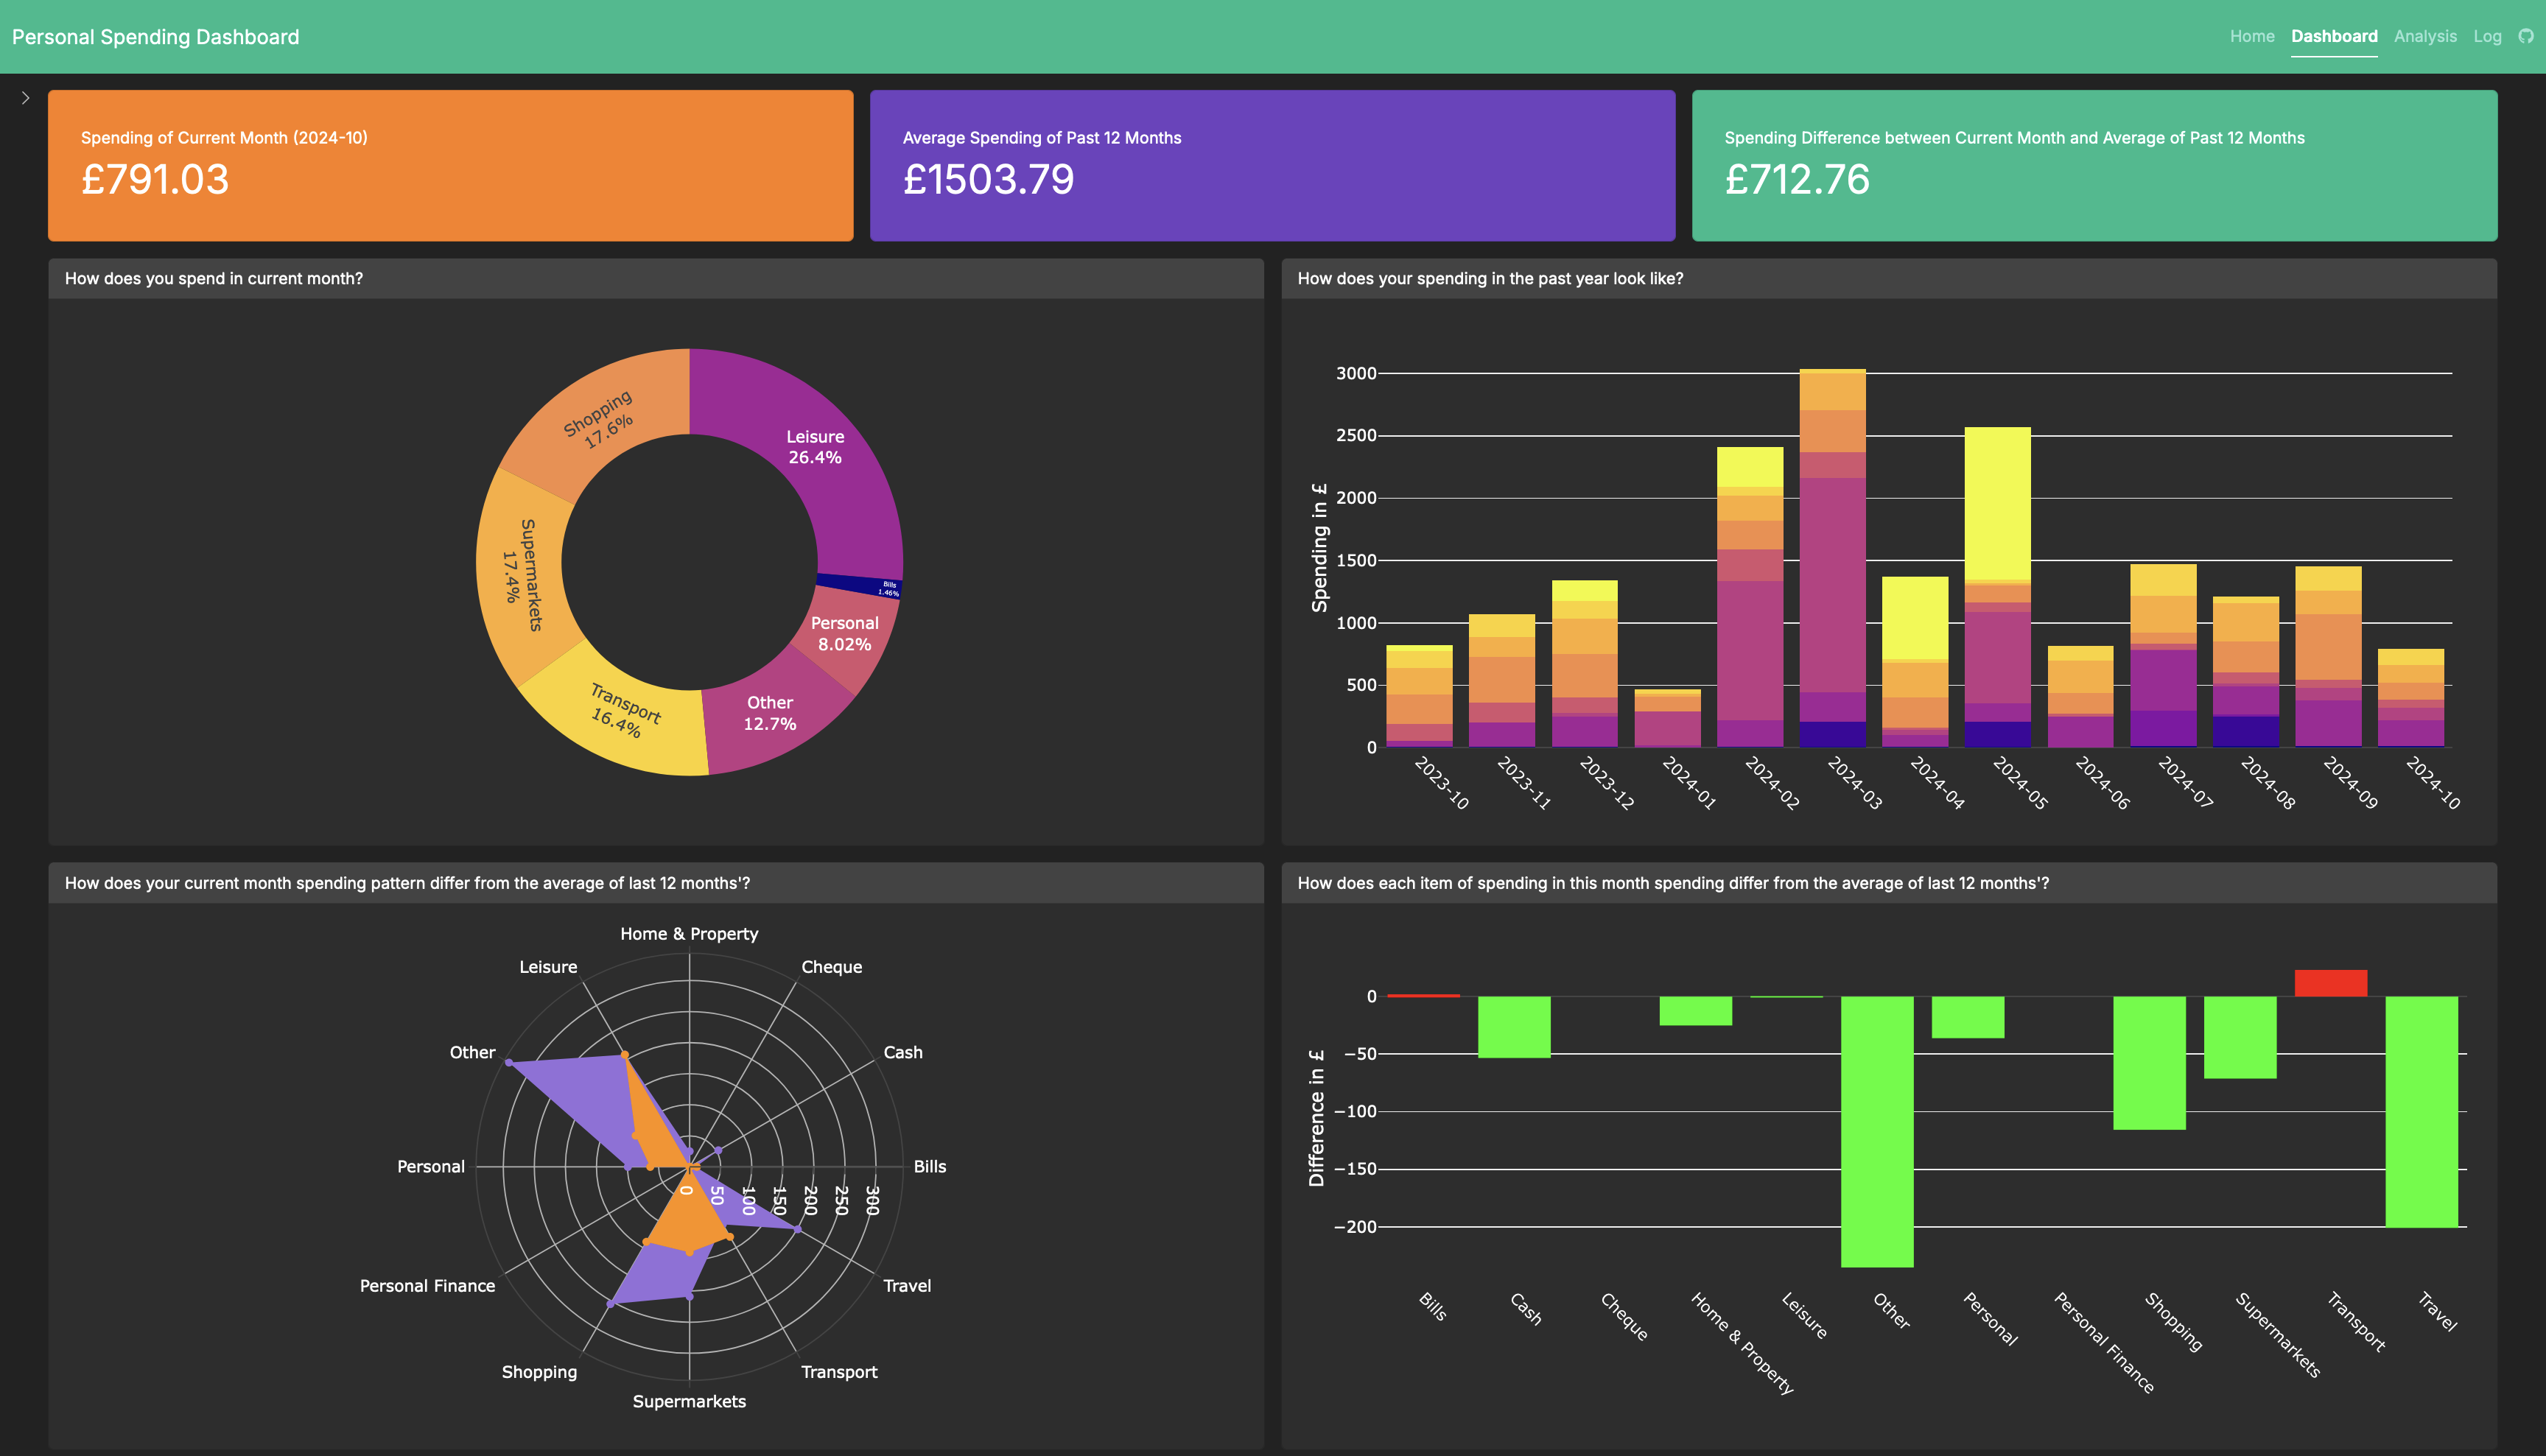 Personal Spending Dashboard
Home Dashboard Analysis Log
Spending of Current Month (2024-10)
£791.03
Average Spending of Past 12 Months
£1503.79
Spending Difference between Current Month and Average of Past 12 Months
£712.76
How does you spend in current month?
Shopping
17.6%
Leisure
26.4%
Supermarkets
17.4%
Bills
1.46%
Personal
8.02%
Transport
16.4%
Other
12.7%
How does your spending in the past year look like?
Spending in £
3000
2500
2000
1500
1000
500
0
2023-10
2023-11
2023-12
2024-01
2024-02
2024-03
2024-04
2024-05
2024-06
2024-07
2024-08
2024-09
2024-10
How does your current month spending pattern differ from the average of last 12 months'?
Home & Property
Leisure
Cheque
Other
Cash
Personal
Bills
0
50
100
150
200
250
300
Personal Finance
Travel
Shopping
Transport
Supermarkets
How does each item of spending in this month spending differ from the average of last 12 months'?
Difference in £
0
−50
−100
−150
−200
Bills
Cash
Cheque
Home & Property
Leisure
Other
Personal
Personal Finance
Shopping
Supermarkets
Transport
Travel